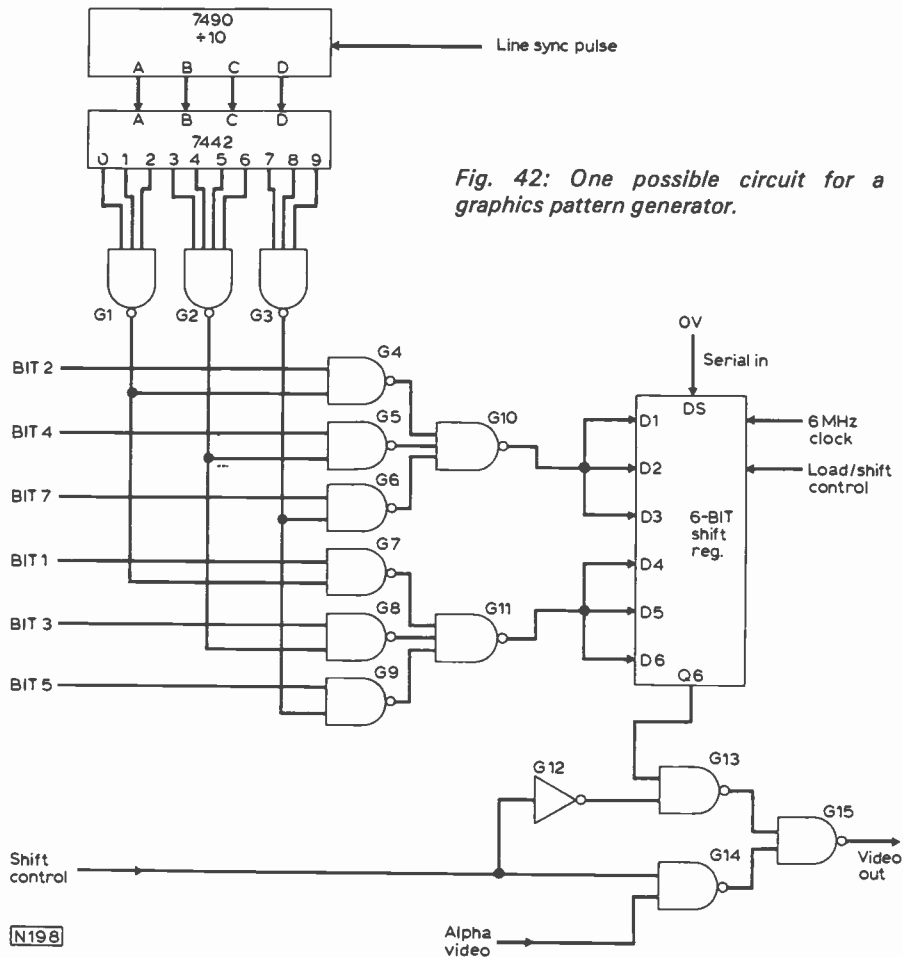 7490
÷10
Line sync pulse
A B C D
A B C D
7442
0 1 2 3 4 5 6 7 8 9
Fig. 42: One possible circuit for a
graphics pattern generator.
G1 G2 G3
0V
Serial in
BIT 2
G4
DS
BIT 4
G5
G10
D1
6 MHz
clock
D2
Load/shift
control
BIT 7
G6
D3
6-BIT
shift
reg.
BIT 1
G7
D4
BIT 3
G8
G11
D5
BIT 5
G9
D6
Q6
G12
G13
G15
Shift
control
G14
Video
out
Alpha
video
N198